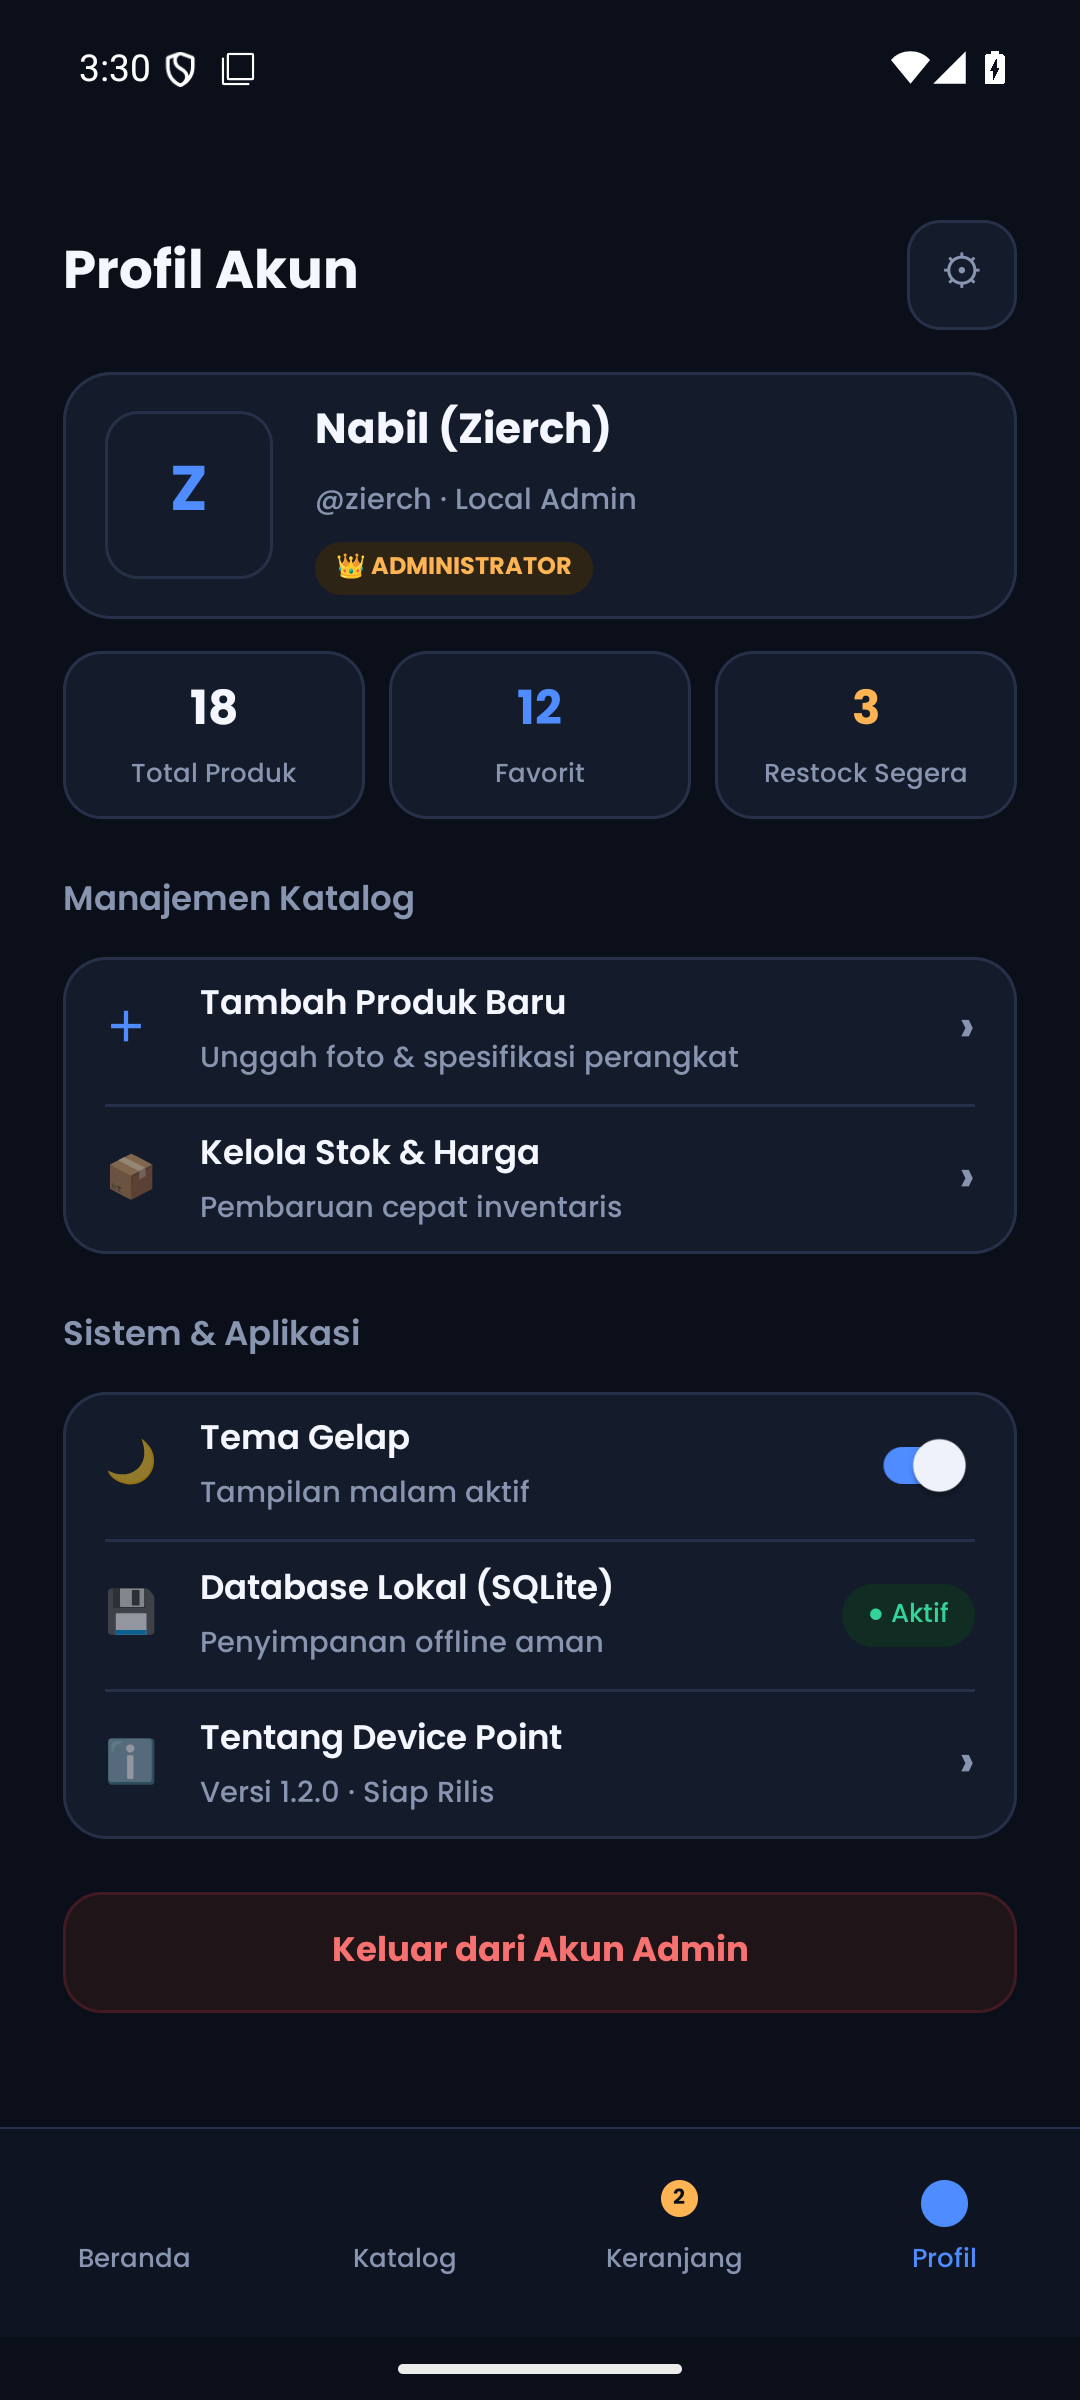 3:30
Profil Akun
Z
Nabil (Zierch)
@zierch · Local Admin
👑 ADMINISTRATOR
18
Total Produk
12
Favorit
3
Restock Segera
Manajemen Katalog
Tambah Produk Baru
Unggah foto & spesifikasi perangkat
Kelola Stok & Harga
Pembaruan cepat inventaris
Sistem & Aplikasi
Tema Gelap
Tampilan malam aktif
Database Lokal (SQLite)
Penyimpanan offline aman
• Aktif
Tentang Device Point
Versi 1.2.0 · Siap Rilis
Keluar dari Akun Admin
2
Beranda
Katalog
Keranjang
Profil